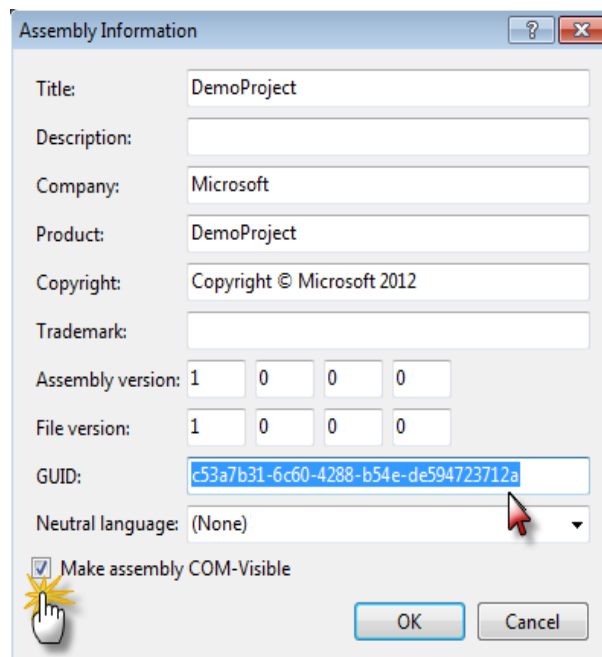 Assembly Information
Title: DemoProject
Description:
Company: Microsoft
Product: DemoProject
Copyright: Copyright © Microsoft 2012
Trademark:
Assembly version: 1 0 0 0
File version: 1 0 0 0
GUID: c53a7b31-6c60-4288-b54e-de594723712a
Neutral language: (None)
Make assembly COM-Visible
OK Cancel